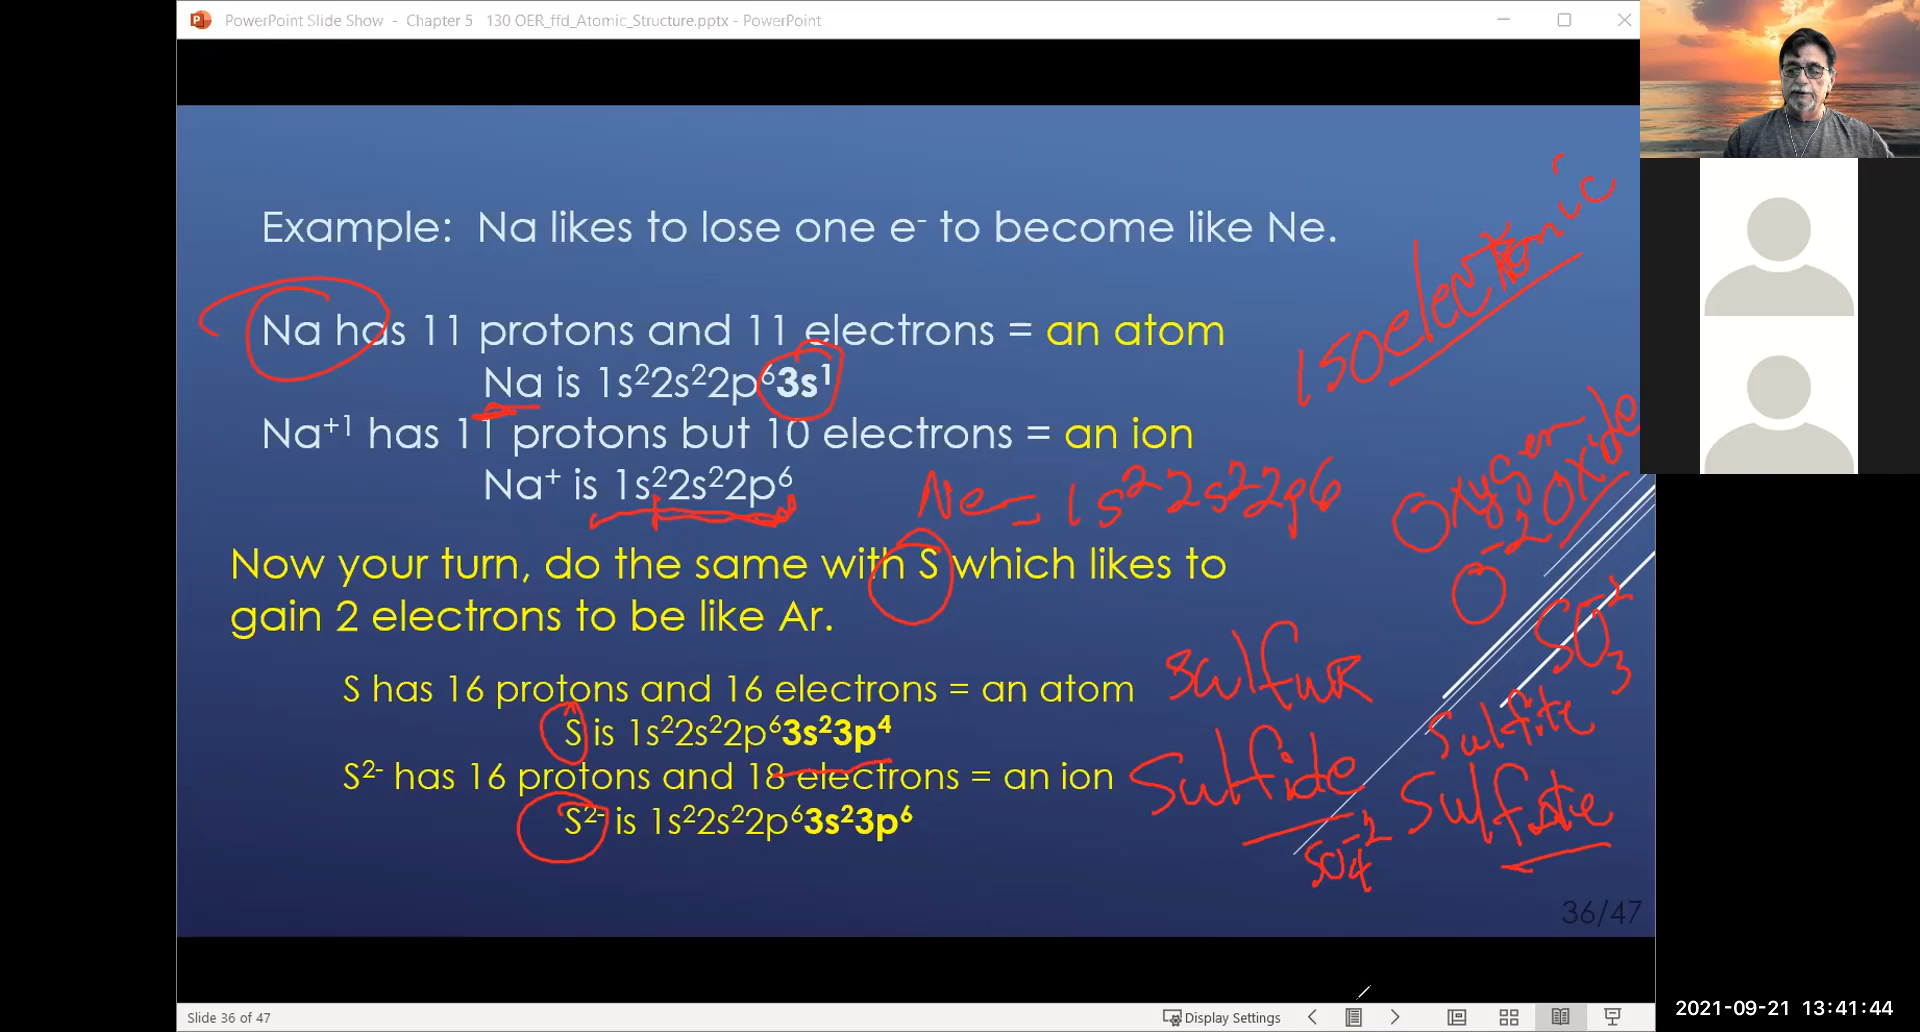 PowerPoint Slide Show - Chapter 5 130 OER_ffd_Atomic_Structure.pptx - PowerPoint
Example: Na likes to lose one e⁻ to become like Ne.
Na has 11 protons and 11 electrons = an atom
Na is 1s²2s²2p⁶3s¹
Na⁺¹ has 11 protons but 10 electrons = an ion
Na⁺ is 1s²2s²2p⁶
Ne = 1s²2s²2p6
isoelectronic
Oxygen
O⁻² Oxide
Now your turn, do the same with S which likes to
gain 2 electrons to be like Ar.
S has 16 protons and 16 electrons = an atom
S is 1s²2s²2p⁶3s²3p⁴
S²⁻ has 16 protons and 18 electrons = an ion
S²⁻ is 1s²2s²2p⁶3s²3p⁶
Sulfur
Sulfide
SO₃⁻²
Sulfite
SO4⁻²
36/47
Slide 36 of 47
Display Settings
2021-09-21 13:41:44